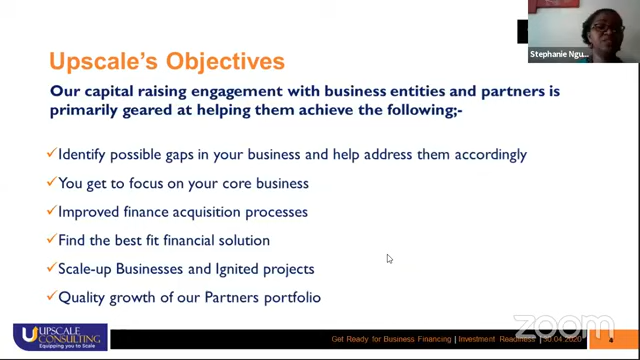 Stephanie Ngu...
Upscale's Objectives
Our capital raising engagement with business entities and partners is
primarily geared at helping them achieve the following;-
✓Identify possible gaps in your business and help address them accordingly
✓You get to focus on your core business
✓Improved finance acquisition processes
✓Find the best fit financial solution
✓Scale-up Businesses and Ignited projects
✓Quality growth of our Partners portfolio
UPSCALE
CONSULTING
Equipping you to Scale
Get Ready for Business Financing | Investment Readiness | 30.04.2020
4
zoom